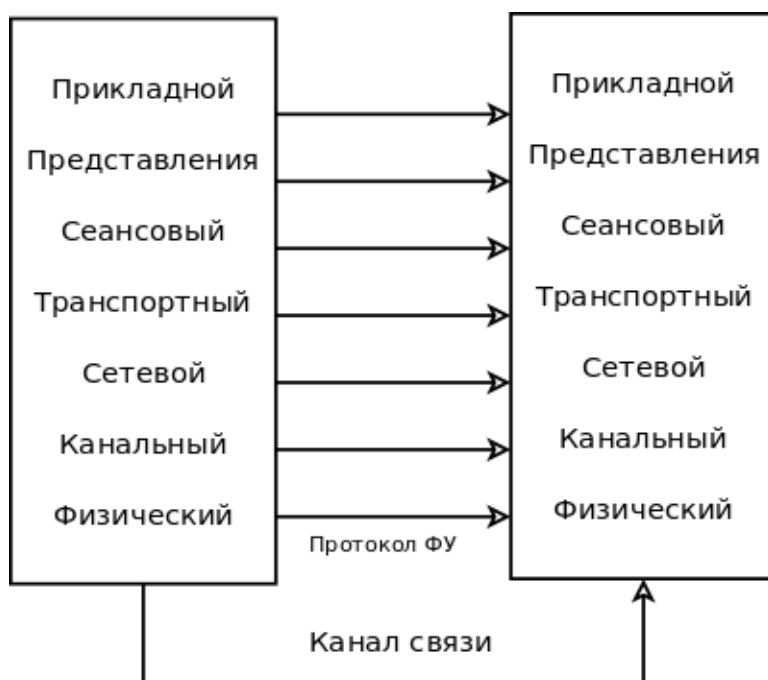 Прикладной
Представления
Сеансовый
Транспортный
Сетевой
Канальный
Физический
Прикладной
Представления
Сеансовый
Транспортный
Сетевой
Канальный
Физический
Протокол ФУ
Канал связи